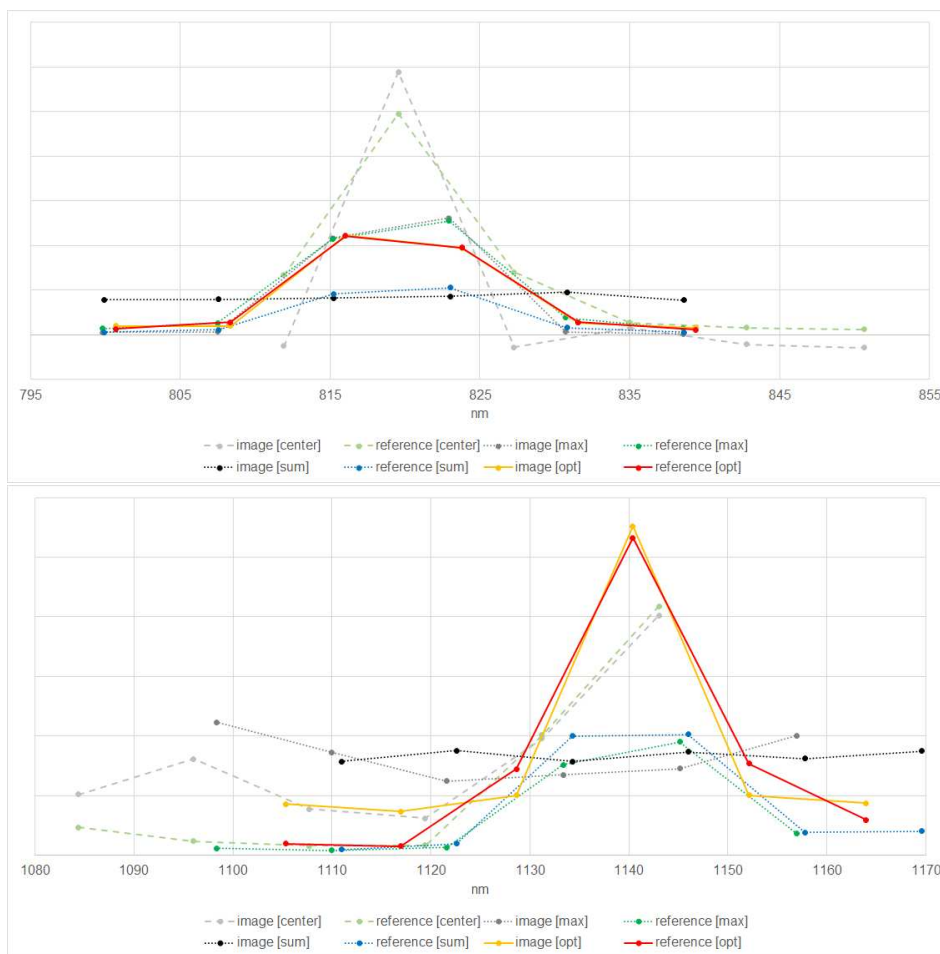 795 805 815 825 835 845 855
nm
image [center] reference [center] image [max] reference [max]
image [sum] reference [sum] image [opt] reference [opt]
1080 1090 1100 1110 1120 1130 1140 1150 1160 1170
nm
image [center] reference [center] image [max] reference [max]
image [sum] reference [sum] image [opt] reference [opt]